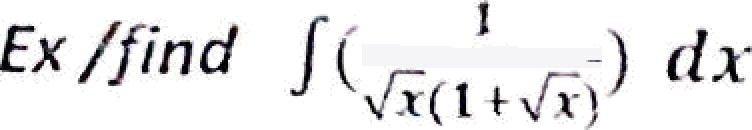 Ex /find ∫(1/√x(1+√x)) dx